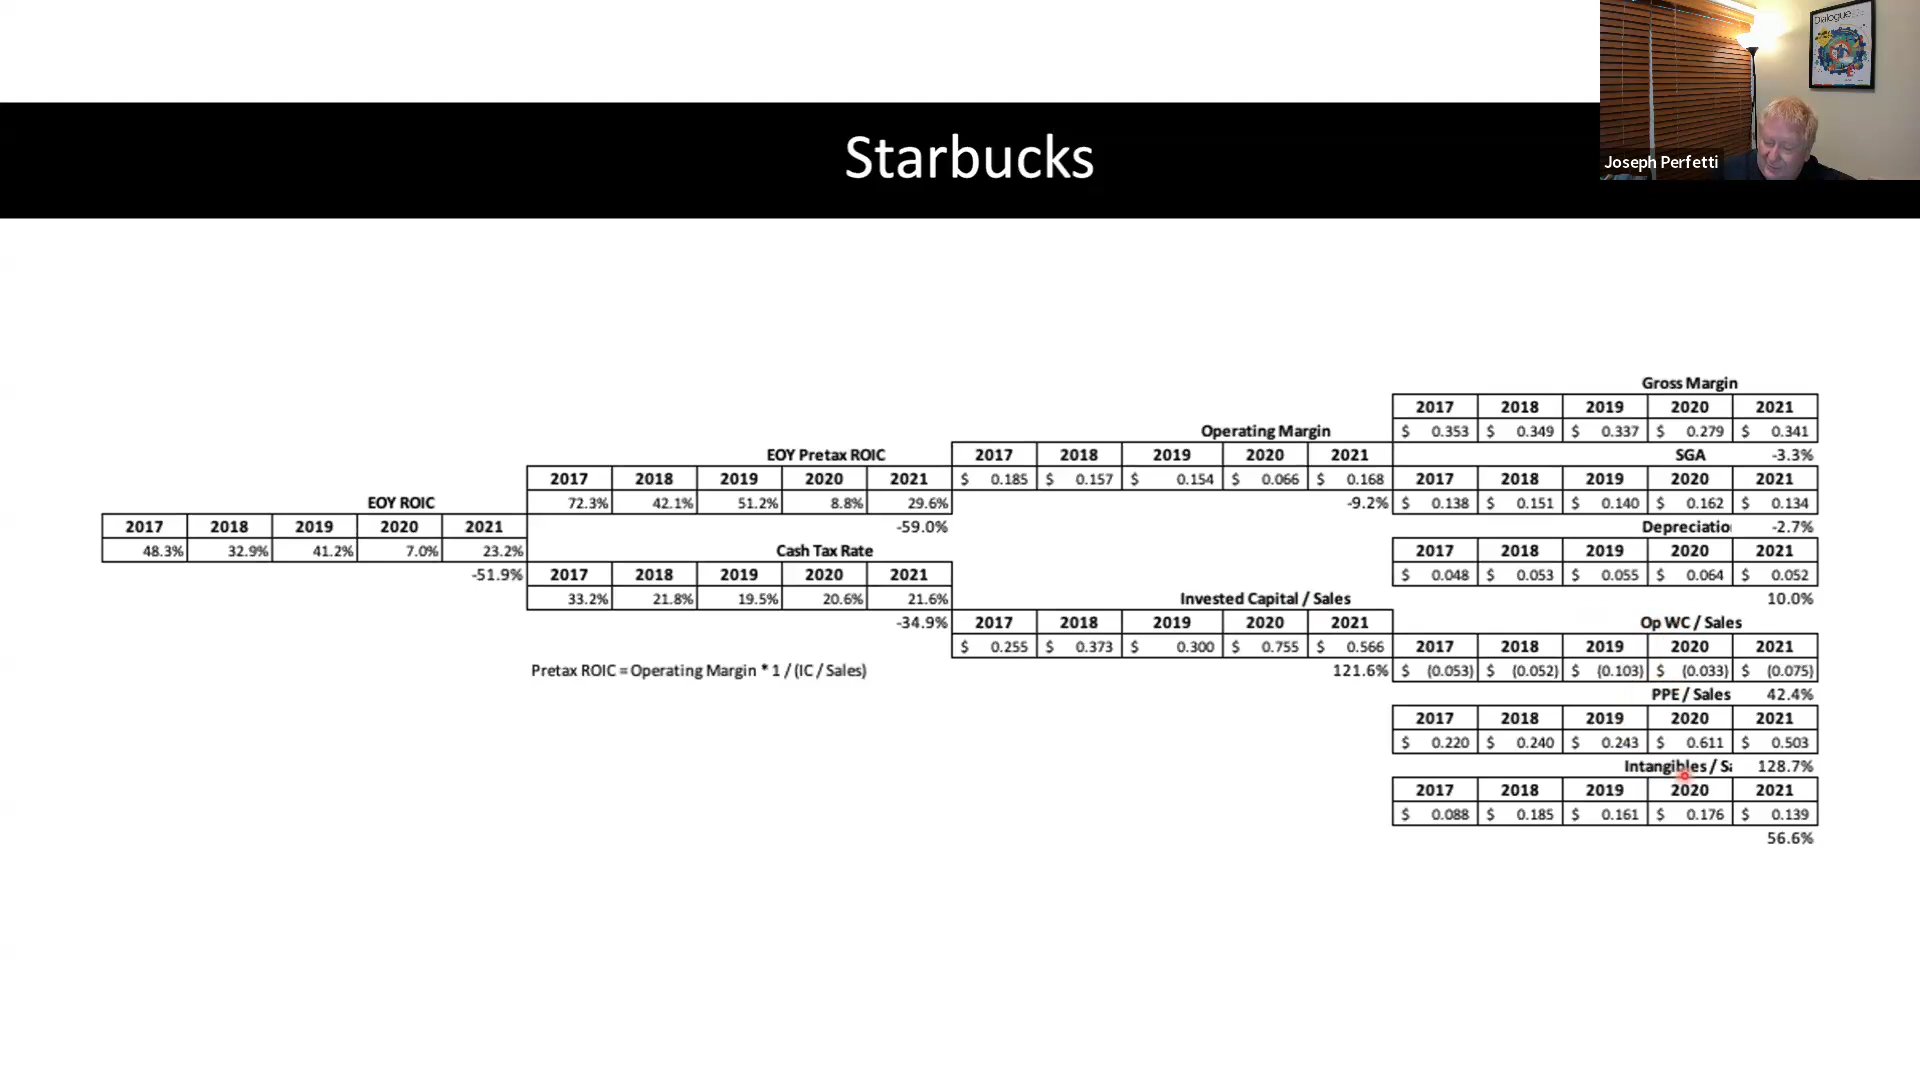 Dialogue
Joseph Perfetti
Starbucks
Gross Margin
2017 2018 2019 2020 2021
$ 0.353 $ 0.349 $ 0.337 $ 0.279 $ 0.341
-3.3%
Operating Margin
2017 2018 2019 2020 2021
$ 0.185 $ 0.157 $ 0.154 $ 0.066 $ 0.168
-9.2%
SGA
2017 2018 2019 2020 2021
$ 0.138 $ 0.151 $ 0.140 $ 0.162 $ 0.134
-2.7%
EOY Pretax ROIC
2017 2018 2019 2020 2021
72.3% 42.1% 51.2% 8.8% 29.6%
-59.0%
EOY ROIC
2017 2018 2019 2020 2021
48.3% 32.9% 41.2% 7.0% 23.2%
-51.9%
Depreciatio
2017 2018 2019 2020 2021
$ 0.048 $ 0.053 $ 0.055 $ 0.064 $ 0.052
10.0%
Cash Tax Rate
2017 2018 2019 2020 2021
33.2% 21.8% 19.5% 20.6% 21.6%
-34.9%
Invested Capital / Sales
2017 2018 2019 2020 2021
$ 0.255 $ 0.373 $ 0.300 $ 0.755 $ 0.566
121.6%
Op WC / Sales
2017 2018 2019 2020 2021
$ (0.053) $ (0.052) $ (0.103) $ (0.033) $ (0.075)
42.4%
Pretax ROIC = Operating Margin * 1 / (IC / Sales)
PPE / Sales
2017 2018 2019 2020 2021
$ 0.220 $ 0.240 $ 0.243 $ 0.611 $ 0.503
128.7%
Intangibles / Sa
2017 2018 2019 2020 2021
$ 0.088 $ 0.185 $ 0.161 $ 0.176 $ 0.139
56.6%